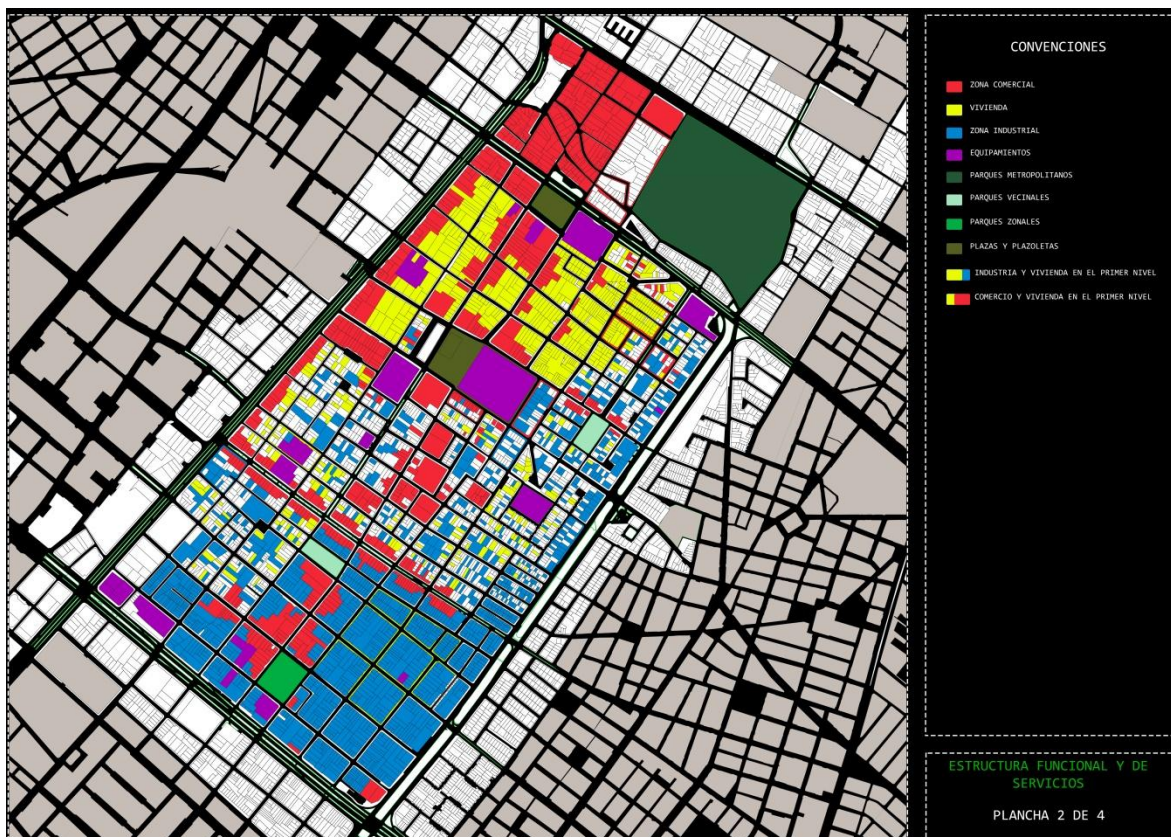 CONVENCIONES
ZONA COMERCIAL
VIVIENDA
ZONA INDUSTRIAL
EQUIPAMIENTOS
PARQUES METROPOLITANOS
PARQUES VECINALES
PARQUES ZONALES
PLAZAS Y PLAZOLETAS
INDUSTRIA Y VIVIENDA EN EL PRIMER NIVEL
COMERCIO Y VIVIENDA EN EL PRIMER NIVEL
ESTRUCTURA FUNCIONAL Y DE
SERVICIOS
PLANCHA 2 DE 4